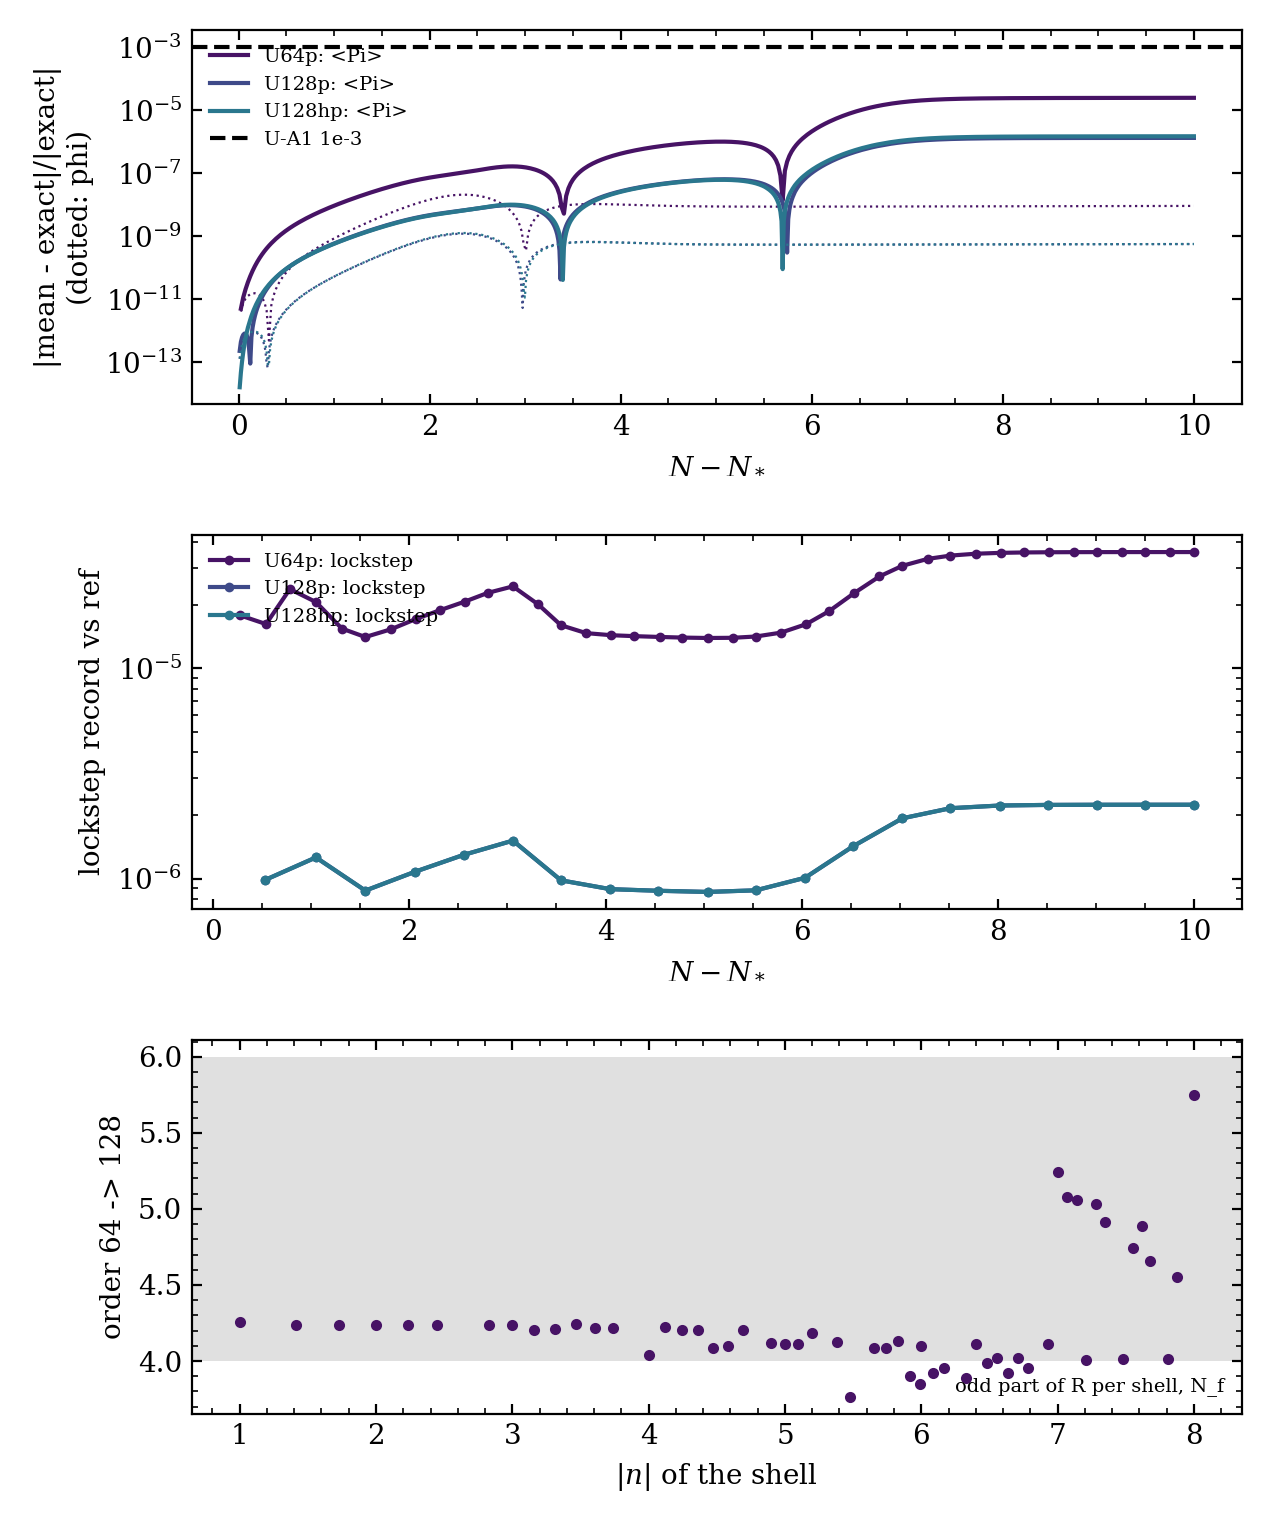 |mean - exact|/|exact|
(dotted: phi)
10⁻³
10⁻⁵
10⁻⁷
10⁻⁹
10⁻¹¹
10⁻¹³
U64p: <Pi>
U128p: <Pi>
U128hp: <Pi>
U-A1 1e-3
0 2 4 6 8 10
N − N*
lockstep record vs ref
10⁻⁵
10⁻⁶
U64p: lockstep
U128p: lockstep
U128hp: lockstep
0 2 4 6 8 10
N − N*
order 64 -> 128
6.0
5.5
5.0
4.5
4.0
odd part of R per shell, N_f
1 2 3 4 5 6 7 8
|n| of the shell